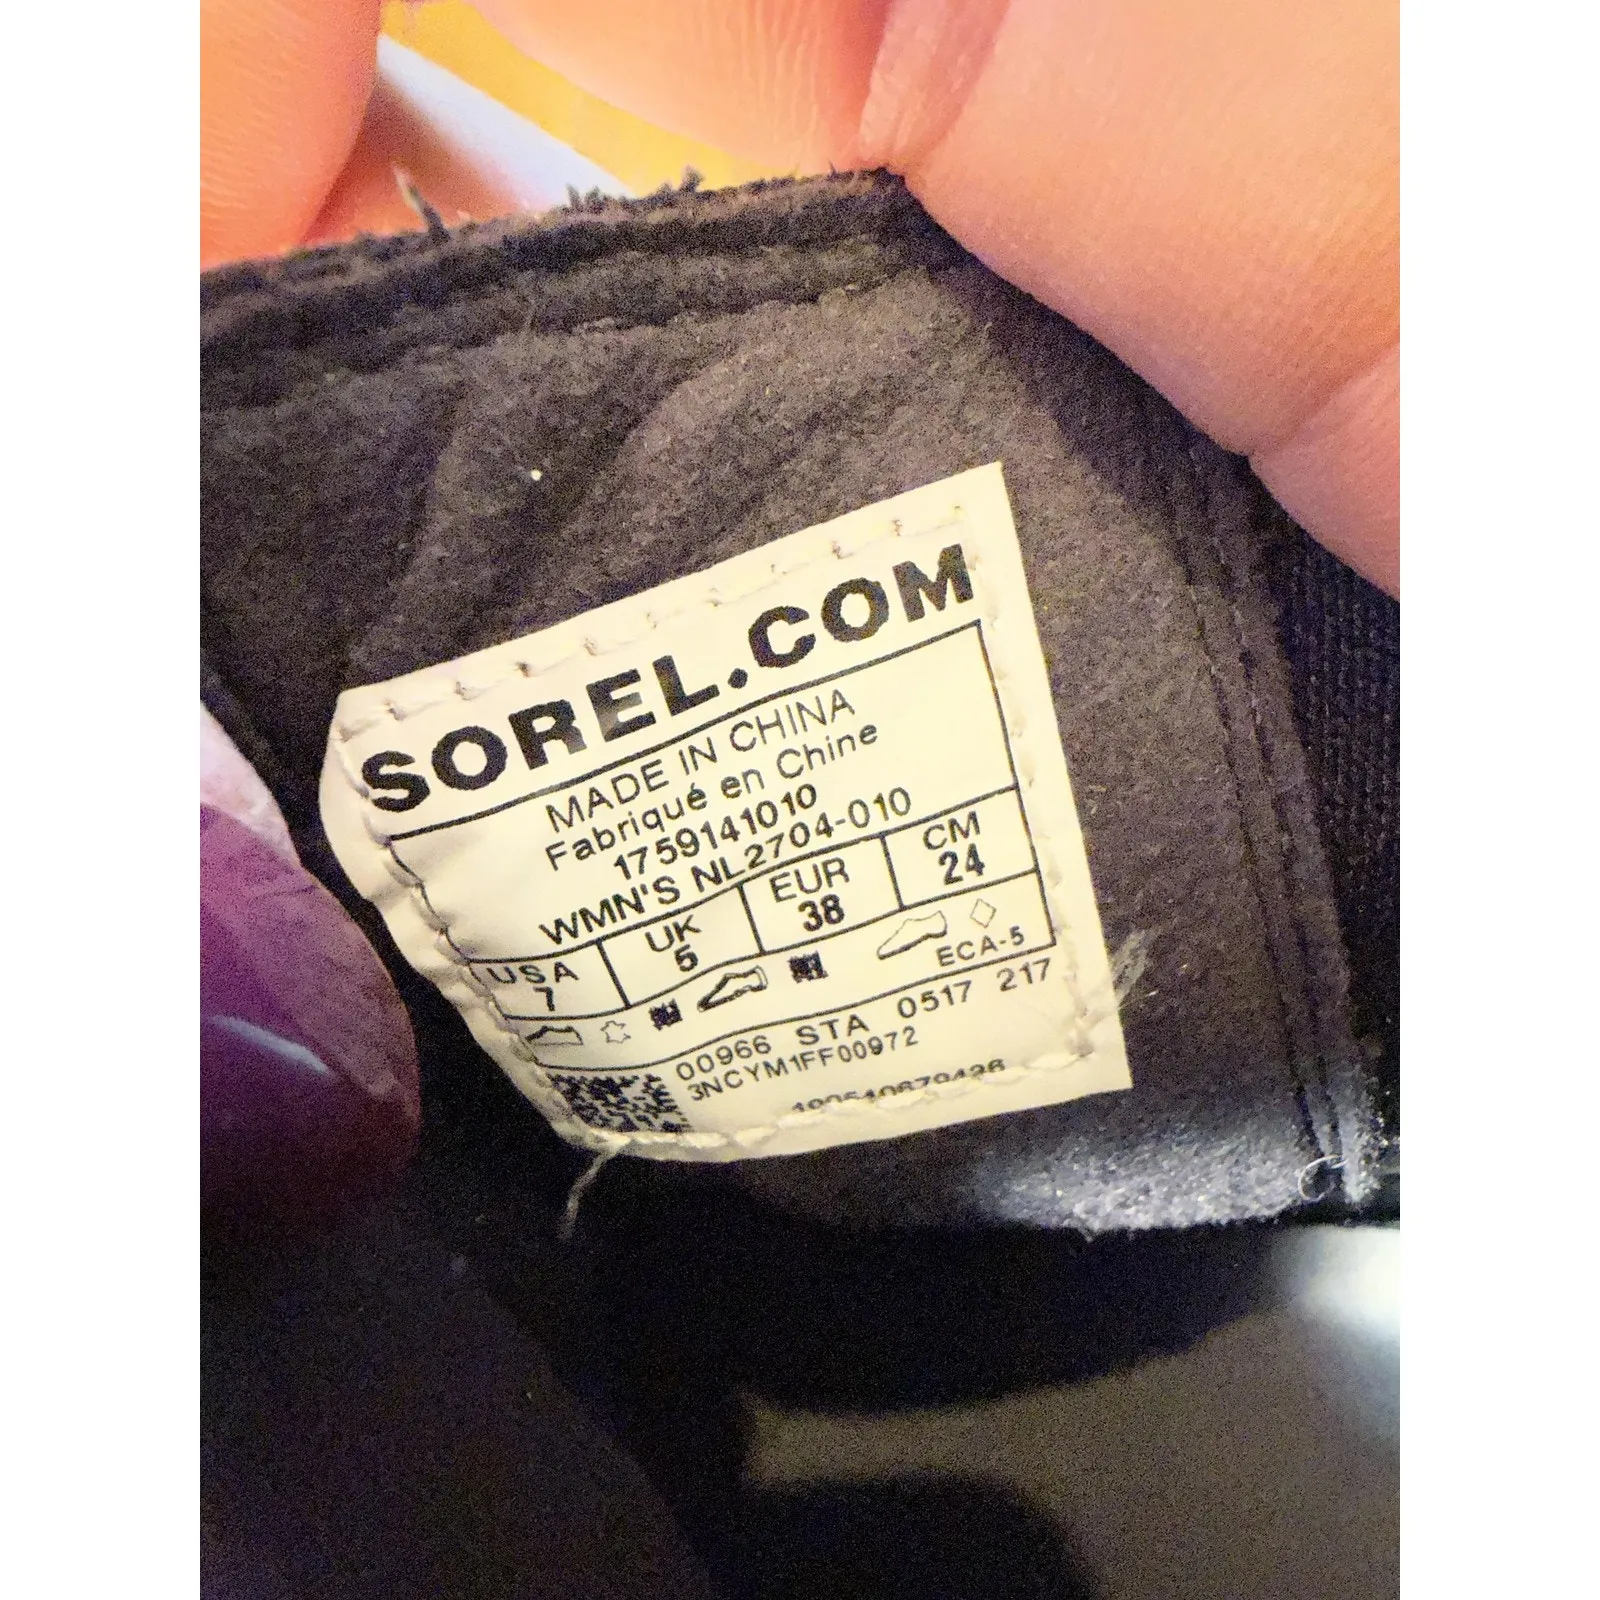 SOREL.COM
MADE IN CHINA
Fabriqué en Chine
1759141010
WMN'S NL2704-010
USA UK EUR CM
7 5 38 24
ECA-5
00966 STA 0517 217
3NCYM1FF00972